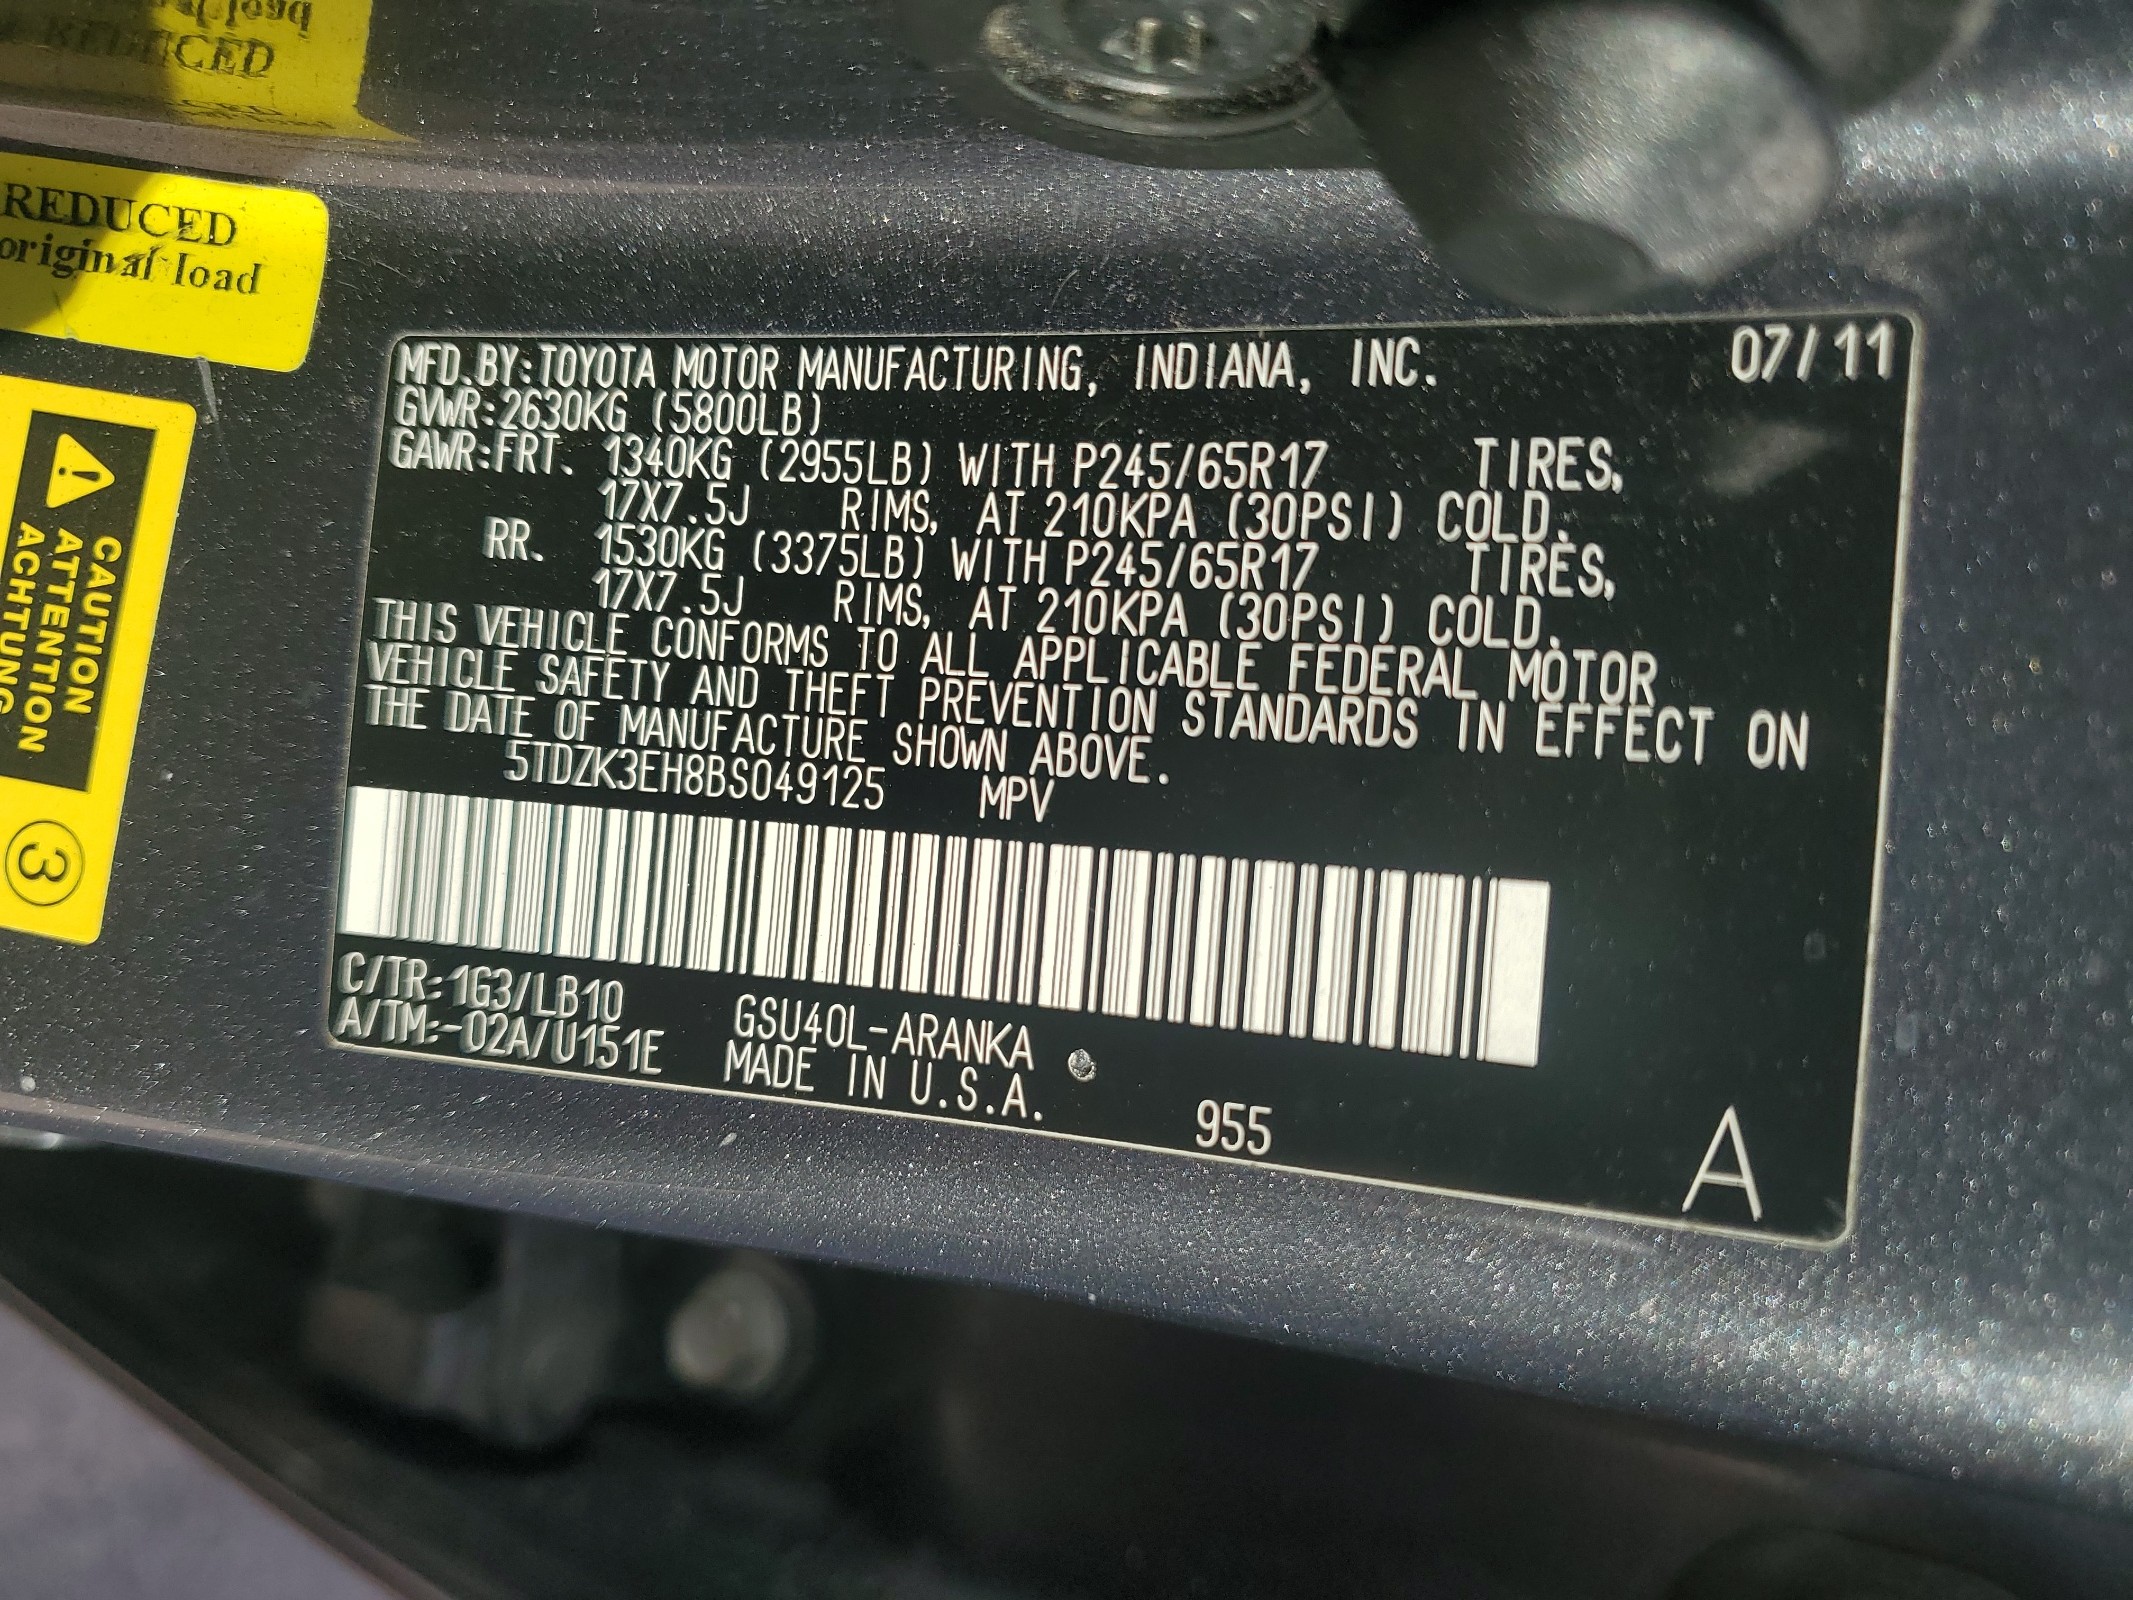 REDUCED
original load
CAUTION
ATTENTION
ACHTUNG
3
MFD.BY:TOYOTA MOTOR MANUFACTURING, INDIANA, INC. 07/11
GVWR:2630KG (5800LB)
GAWR:FRT. 1340KG (2955LB) WITH P245/65R17 TIRES,
17X7.5J RIMS, AT 210KPA (30PSI) COLD.
RR. 1530KG (3375LB) WITH P245/65R17 TIRES,
17X7.5J RIMS, AT 210KPA (30PSI) COLD.
THIS VEHICLE CONFORMS TO ALL APPLICABLE FEDERAL MOTOR
VEHICLE SAFETY AND THEFT PREVENTION STANDARDS IN EFFECT ON
THE DATE OF MANUFACTURE SHOWN ABOVE.
5TDZK3EH8BS049125 MPV
C/TR:1G3/LB10 GSU40L-ARANKA
A/TM:-02A/U151E MADE IN U.S.A.
955
A